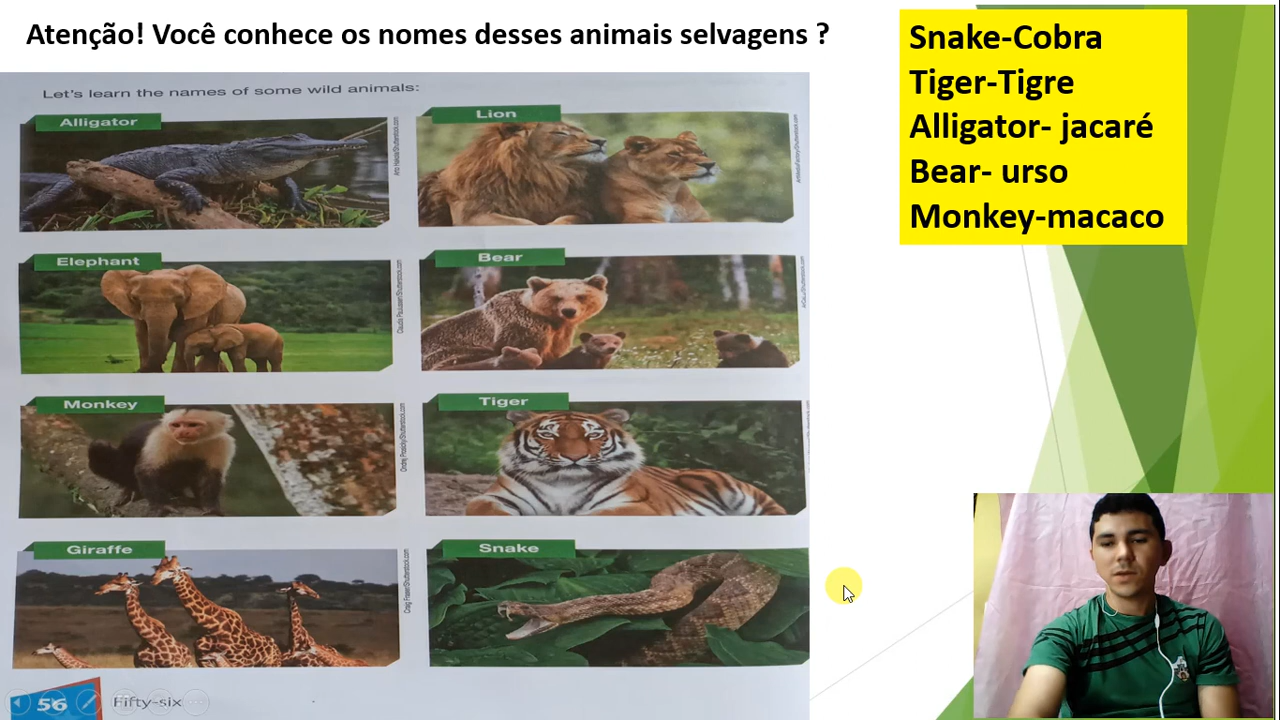 Atenção! Você conhece os nomes desses animais selvagens ?
Let's learn the names of some wild animals:
Alligator
Lion
Elephant
Bear
Monkey
Tiger
Giraffe
Snake
56
Fifty-six
Snake-Cobra
Tiger-Tigre
Alligator- jacaré
Bear- urso
Monkey-macaco